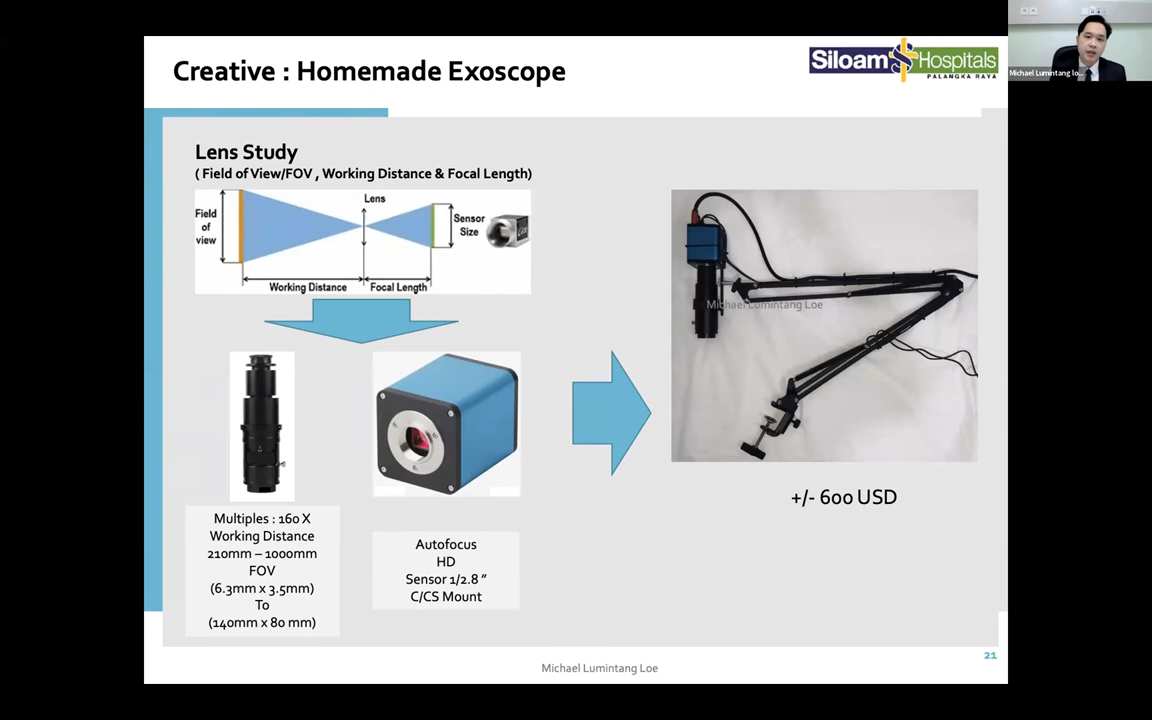 Creative : Homemade Exoscope
Siloam Hospitals
PALANGKA RAYA
Michael Lumintang lo...
Lens Study
( Field of View/FOV , Working Distance & Focal Length)
Lens
Field
of
view
Sensor
Size
Working Distance
Focal Length
Michael Lumintang Loe
Multiples : 160 X
Working Distance
210mm – 1000mm
FOV
(6.3mm x 3.5mm)
To
(140mm x 80 mm)
Autofocus
HD
Sensor 1/2.8 ”
C/CS Mount
+/- 600 USD
21
Michael Lumintang Loe